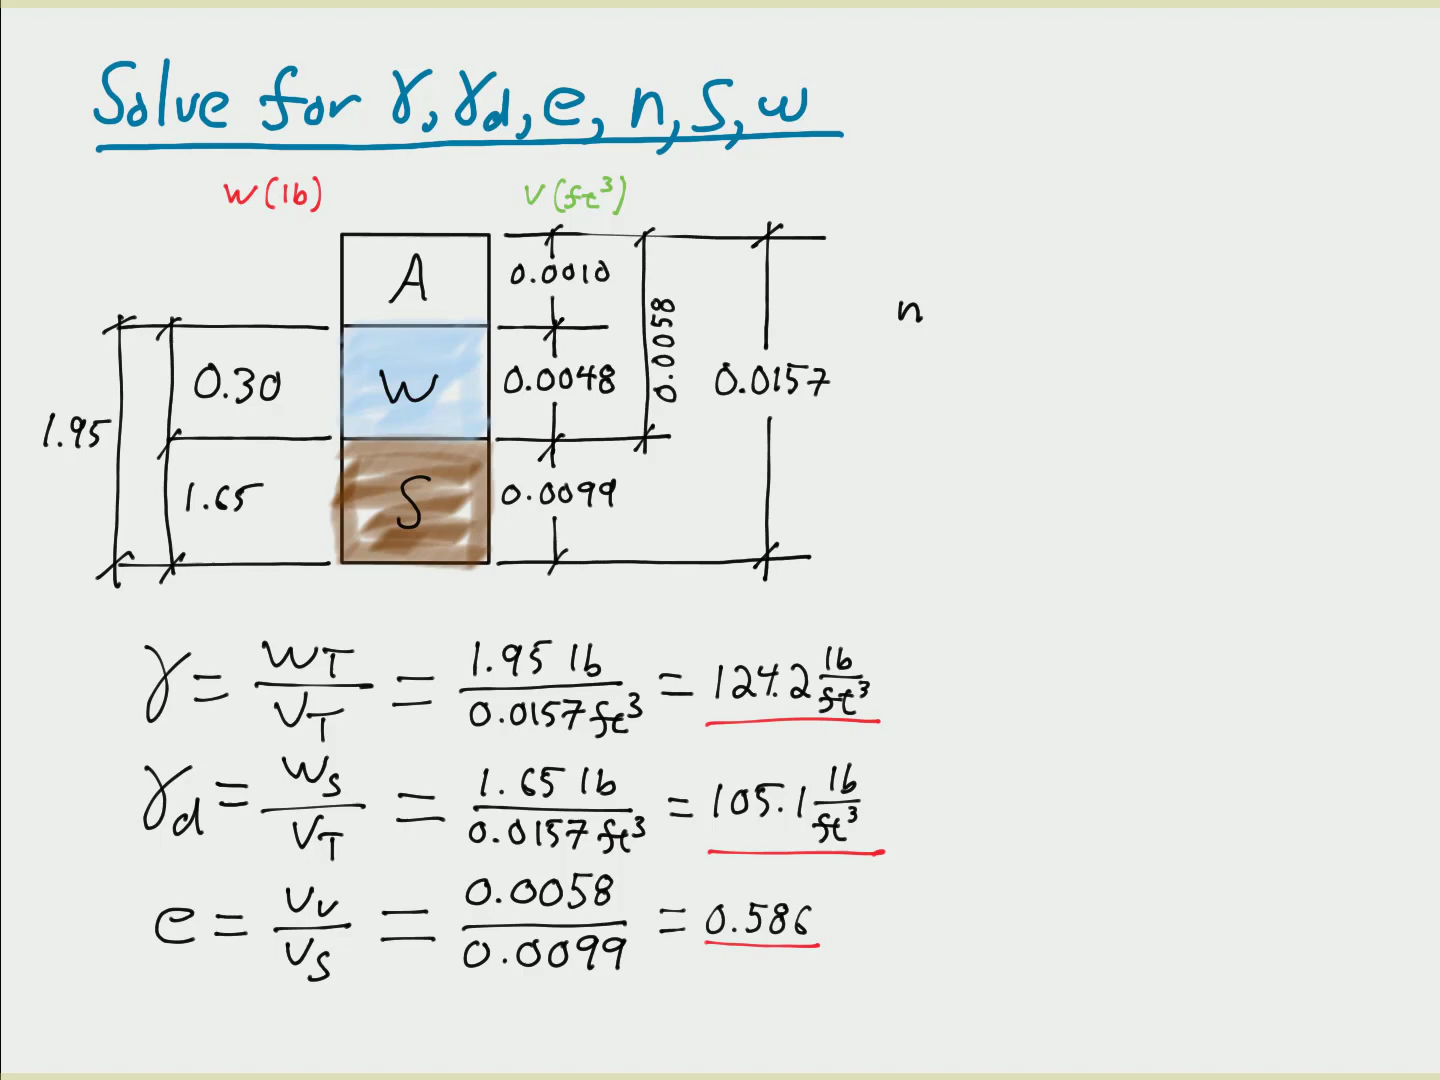 Solve for γ, γd, e, n, S, w
W (lb)
V (ft³)
A
0.0010
n
0.0058
0.30
W
0.0048
0.0157
1.95
1.65
S
0.0099
γ = WT / VT = 1.95 lb / 0.0157 ft³ = 124.2 lb/ft³
γd = Ws / VT = 1.65 lb / 0.0157 ft³ = 105.1 lb/ft³
e = Vv / Vs = 0.0058 / 0.0099 = 0.586